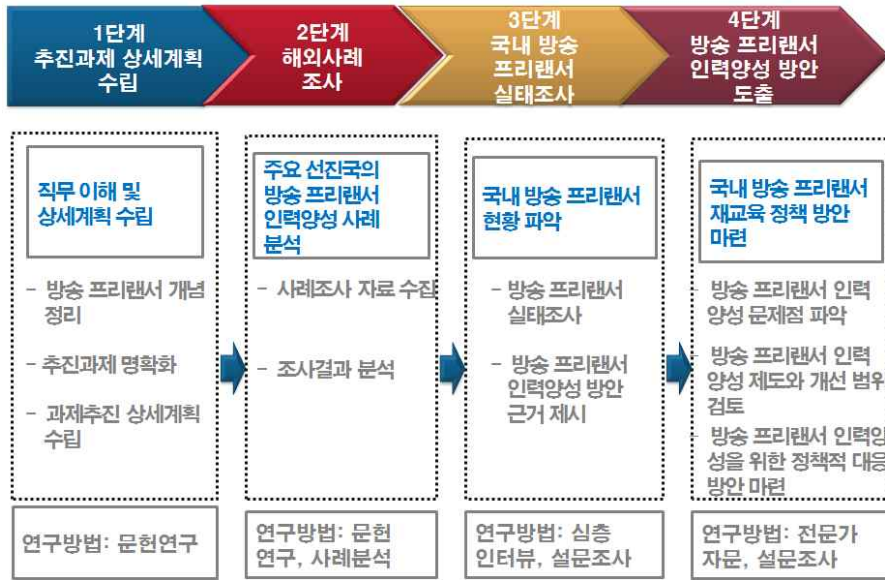 1단계
추진과제 상세계획
수립
2단계
해외사례
조사
3단계
국내 방송
프리랜서
실태조사
4단계
방송 프리랜서
인력양성 방안
도출
직무 이해 및
상세계획 수립
- 방송 프리랜서 개념
정리
- 추진과제 명확화
- 과제추진 상세계획
수립
연구방법: 문헌연구
주요 선진국의
방송 프리랜서
인력양성 사례
분석
- 사례조사 자료 수집
- 조사결과 분석
연구방법: 문헌
연구, 사례분석
국내 방송 프리랜서
현황 파악
- 방송 프리랜서
실태조사
- 방송 프리랜서
인력양성 방안
근거 제시
연구방법: 심층
인터뷰, 설문조사
국내 방송 프리랜서
재교육 정책 방안
마련
- 방송 프리랜서 인력
양성 문제점 파악
- 방송 프리랜서 인력
양성 제도와 개선 범위
검토
- 방송 프리랜서 인력양
성을 위한 정책적 대응
방안 마련
연구방법: 전문가
자문, 설문조사